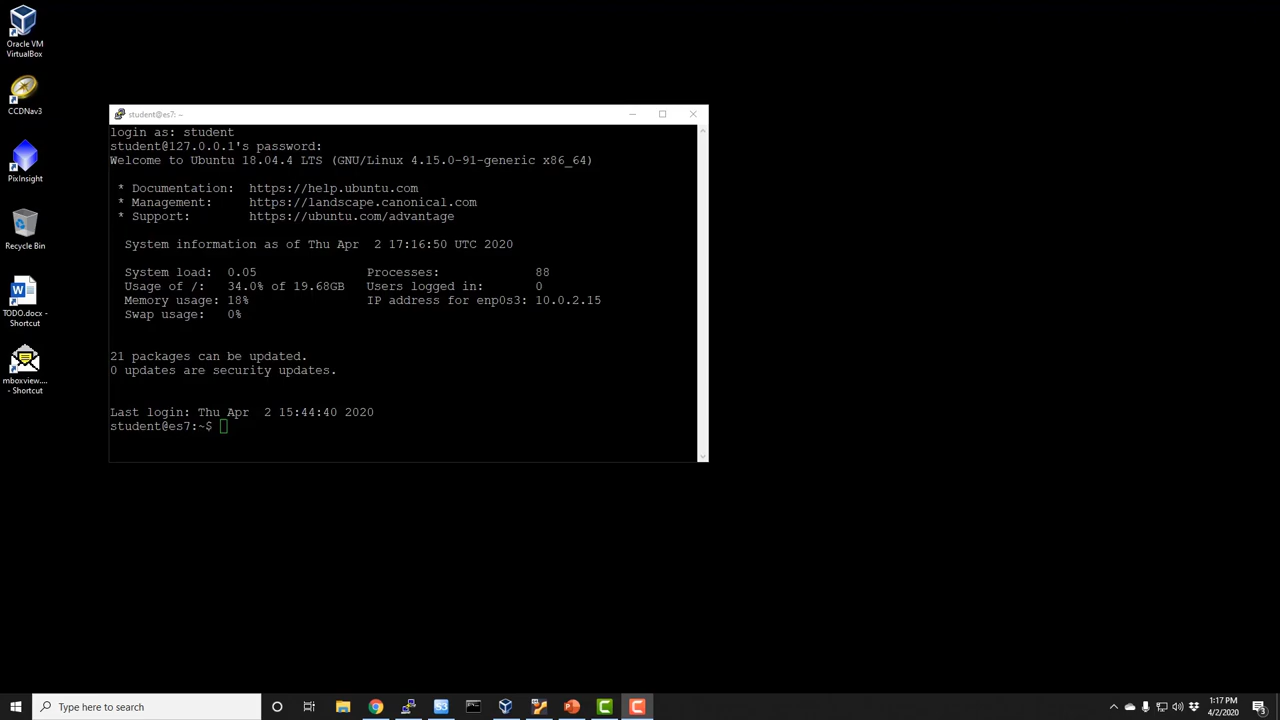 Oracle VM
VirtualBox
CCDNav3
PixInsight
Recycle Bin
TODO.docx -
Shortcut
mboxview....
- Shortcut
student@es7: ~
login as: student
student@127.0.0.1's password:
Welcome to Ubuntu 18.04.4 LTS (GNU/Linux 4.15.0-91-generic x86_64)
* Documentation:  https://help.ubuntu.com
* Management:     https://landscape.canonical.com
* Support:        https://ubuntu.com/advantage
System information as of Thu Apr  2 17:16:50 UTC 2020
System load:  0.05               Processes:             88
Usage of /:   34.0% of 19.68GB   Users logged in:       0
Memory usage: 18%                IP address for enp0s3: 10.0.2.15
Swap usage:   0%
21 packages can be updated.
0 updates are security updates.
Last login: Thu Apr  2 15:44:40 2020
student@es7:~$
Type here to search
1:17 PM
4/2/2020